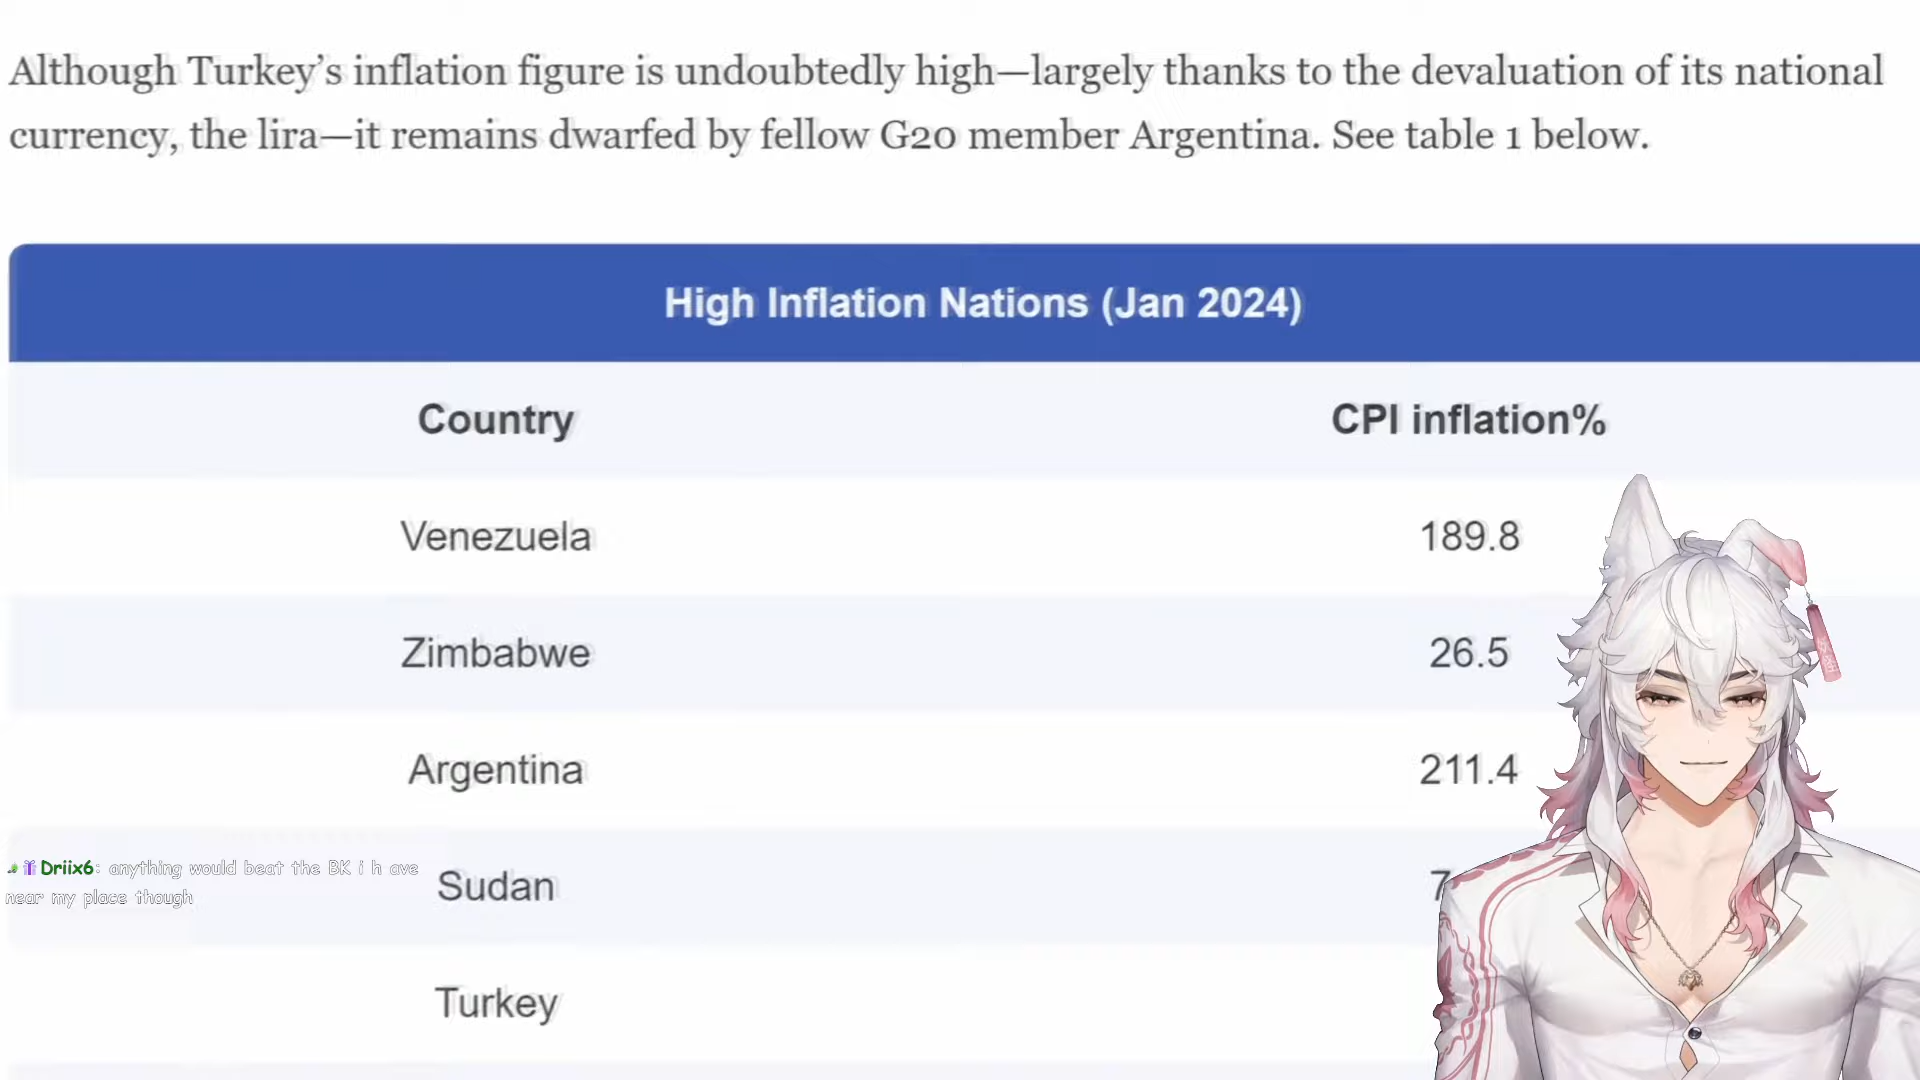 Although Turkey's inflation figure is undoubtedly high—largely thanks to the devaluation of its national
currency, the lira—it remains dwarfed by fellow G20 member Argentina. See table 1 below.
High Inflation Nations (Jan 2024)
Country CPI inflation%
Venezuela 189.8
Zimbabwe 26.5
Argentina 211.4
Driix6: anything would beat the BK i h ave
near my place though
Sudan 7
Turkey